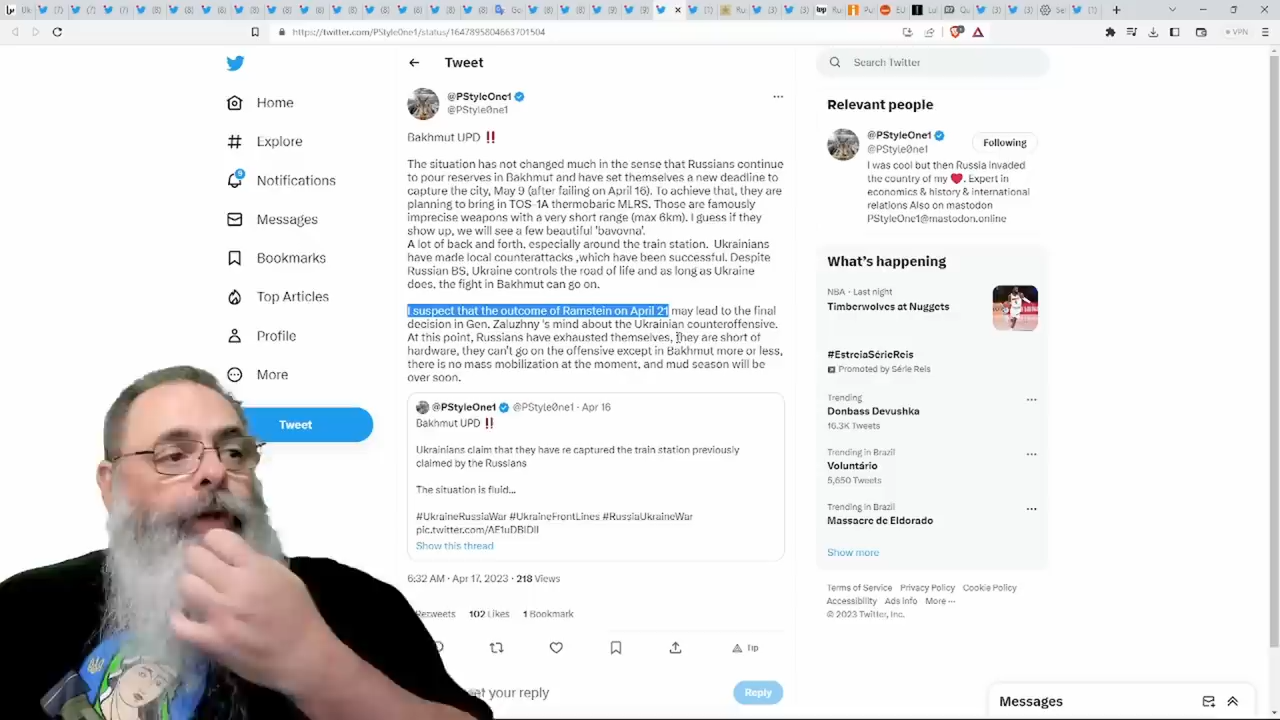 https://twitter.com/PStyle0ne1/status/1647895804663701504
VPN
Home
Explore
Notifications
9
Messages
Bookmarks
Top Articles
Profile
More
Tweet
Tweet
@PStyleOne1
@PStyle0ne1
Bakhmut UPD ‼
The situation has not changed much in the sense that Russians continue
to pour reserves in Bakhmut and have set themselves a new deadline to
capture the city, May 9 (after failing on April 16). To achieve that, they are
planning to bring in TOS-1A thermobaric MLRS. Those are famously
imprecise weapons with a very short range (max 6km). I guess if they
show up, we will see a few beautiful 'bavovna'.
A lot of back and forth, especially around the train station. Ukrainians
have made local counterattacks ,which have been successful. Despite
Russian BS, Ukraine controls the road of life and as long as Ukraine
does, the fight in Bakhmut can go on.
I suspect that the outcome of Ramstein on April 21 may lead to the final
decision in Gen. Zaluzhny 's mind about the Ukrainian counteroffensive.
At this point, Russians have exhausted themselves, they are short of
hardware, they can't go on the offensive except in Bakhmut more or less,
there is no mass mobilization at the moment, and mud season will be
over soon.
@PStyleOne1 @PStyle0ne1 · Apr 16
Bakhmut UPD ‼
Ukrainians claim that they have re captured the train station previously
claimed by the Russians
The situation is fluid...
#UkraineRussiaWar #UkraineFrontLines #RussiaUkraineWar
Show this thread
6:32 AM · Apr 17, 2023 · 218 Views
102 Likes 1 Bookmark
Tip
your reply
Reply
Search Twitter
Relevant people
@PStyleOne1
@PStyle0ne1
Following
I was cool but then Russia invaded
the country of my ❤. Expert in
economics & history & international
relations Also on mastodon
PStyleOne1@mastodon.online
What's happening
NBA · Last night
Timberwolves at Nuggets
#EstreiaSérieReis
Promoted by Série Reis
Trending
Donbass Devushka
16.3K Tweets
Trending in Brazil
Voluntário
5,650 Tweets
Trending in Brazil
Massacre de Eldorado
Show more
Terms of Service Privacy Policy Cookie Policy
Accessibility Ads info More ···
© 2023 Twitter, Inc.
Messages